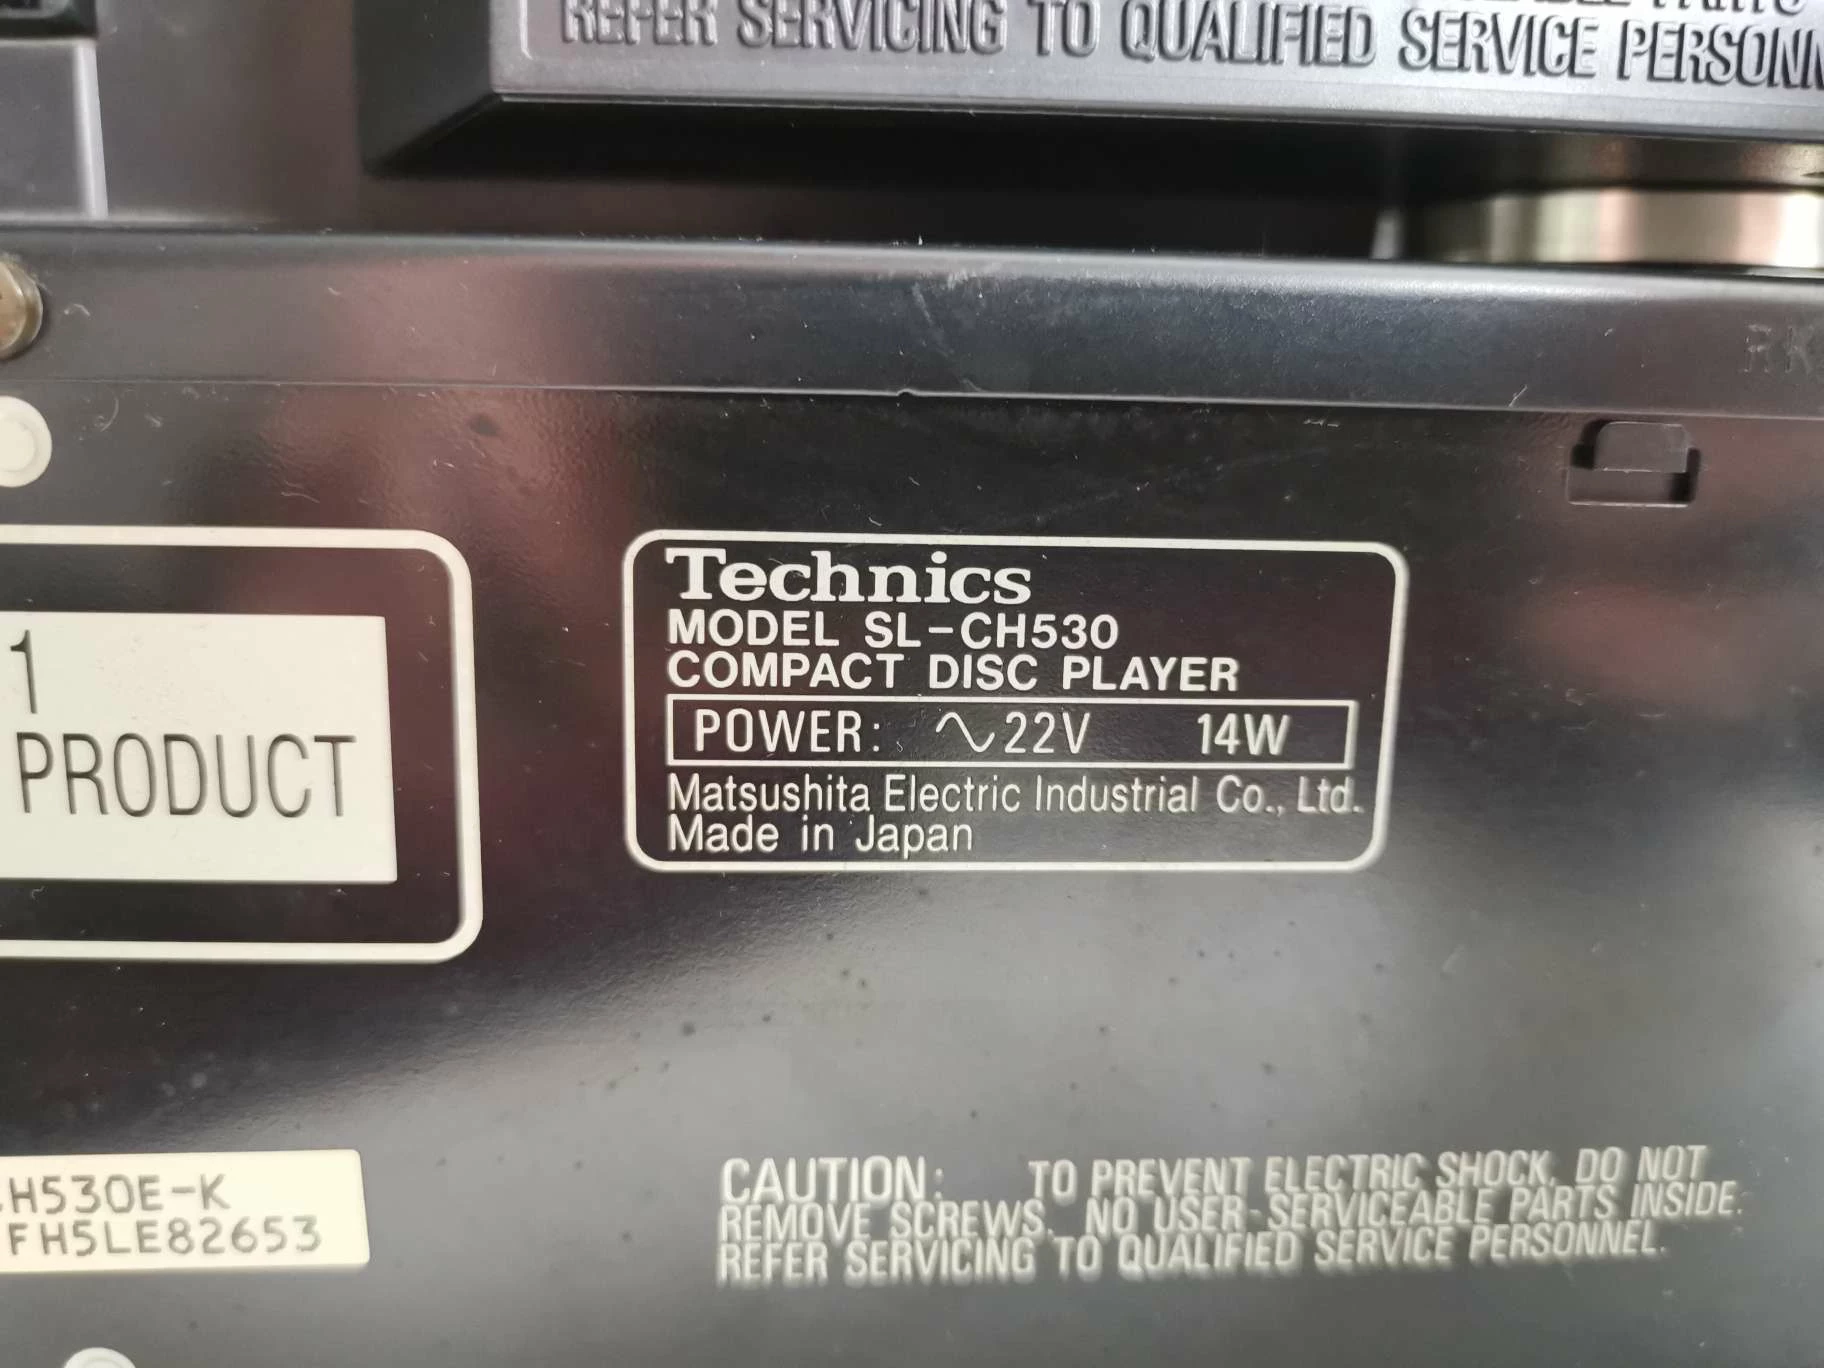 REFER SERVICING TO QUALIFIED SERVICE
Technics
MODEL SL-CH530
COMPACT DISC PLAYER
POWER: ∿22V 14W
Matsushita Electric Industrial Co., Ltd.
Made in Japan
1
PRODUCT
H530E-K
FH5LE82653
CAUTION: TO PREVENT ELECTRIC SHOCK, DO NOT
REMOVE SCREWS. NO USER-SERVICEABLE PARTS INSIDE.
REFER SERVICING TO QUALIFIED SERVICE PERSONNEL.